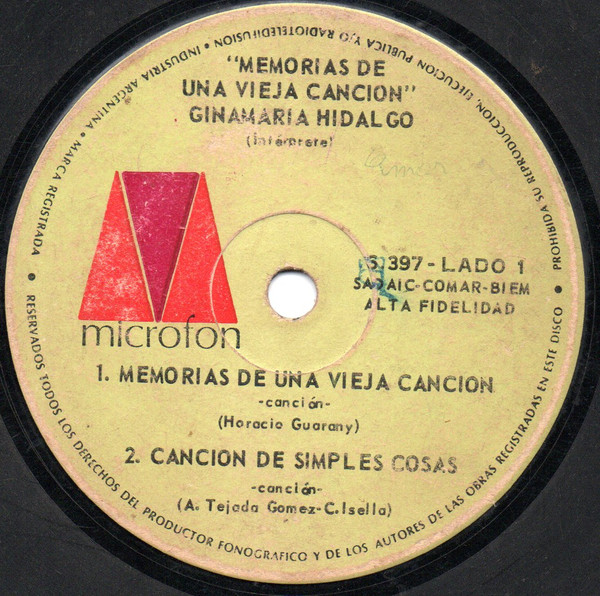 "MEMORIAS DE
UNA VIEJA CANCION"
GINAMARIA HIDALGO
(Intérprete)
microfon
S 397 - LADO 1
SADAIC-COMAR-BIEM
ALTA FIDELIDAD
1. MEMORIAS DE UNA VIEJA CANCION
-canción-
(Horacio Guarany)
2. CANCION DE SIMPLES COSAS
-canción-
(A. Tejada Gomez-C. Isella)
RESERVADOS TODOS LOS DERECHOS DEL PRODUCTOR FONOGRAFICO Y DE LOS AUTORES DE LAS OBRAS REGISTRADAS EN ESTE DISCO • PROHIBIDA SU REPRODUCCION, EJECUCION PUBLICA Y/O RADIOTELEDIFUSION • INDUSTRIA ARGENTINA • MARCA REGISTRADA •